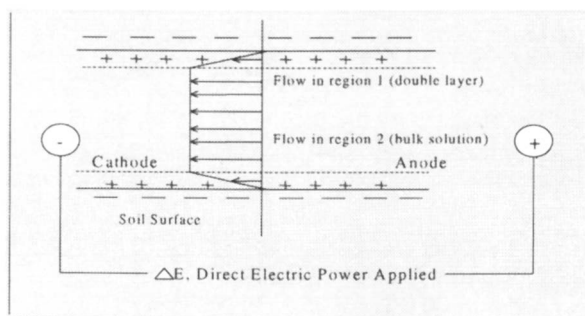 Flow in region 1 (double layer)
Flow in region 2 (bulk solution)
Cathode
Anode
Soil Surface
△E, Direct Electric Power Applied